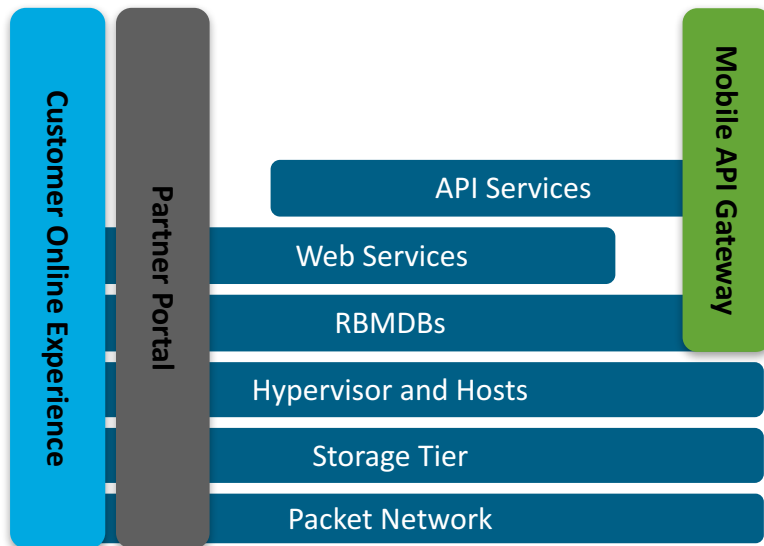 Customer Online Experience
Partner Portal
Mobile API Gateway
API Services
Web Services
RBMDBs
Hypervisor and Hosts
Storage Tier
Packet Network